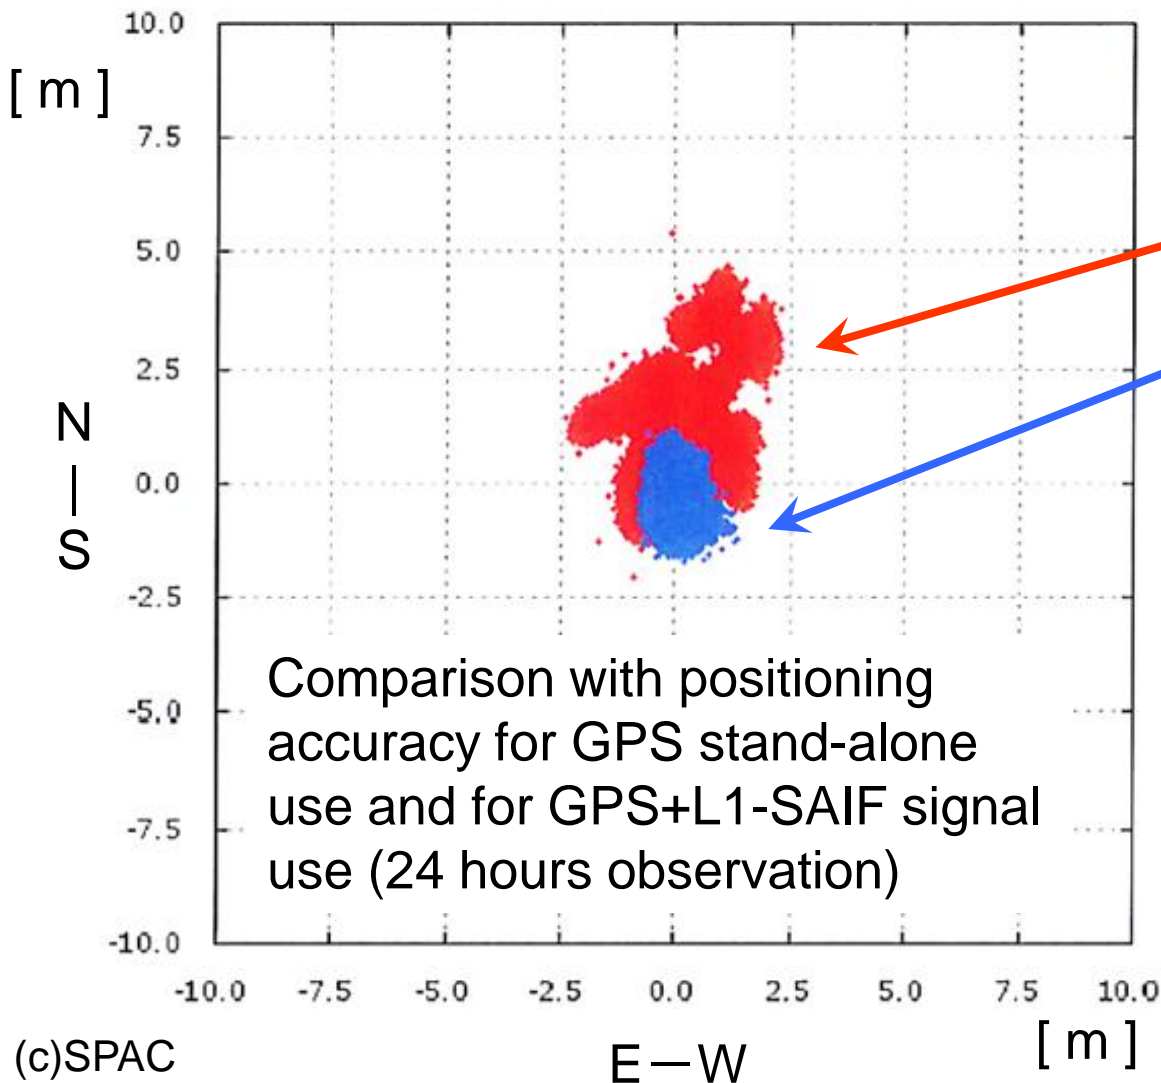 10.0
[ m ]
7.5
5.0
2.5
N
0.0
S
-2.5
Comparison with positioning
accuracy for GPS stand-alone
use and for GPS+L1-SAIF signal
use (24 hours observation)
-5.0
-7.5
-10.0
-10.0 -7.5 -5.0 -2.5 0.0 2.5 5.0 7.5 10.0
(c)SPAC
E—W
[ m ]